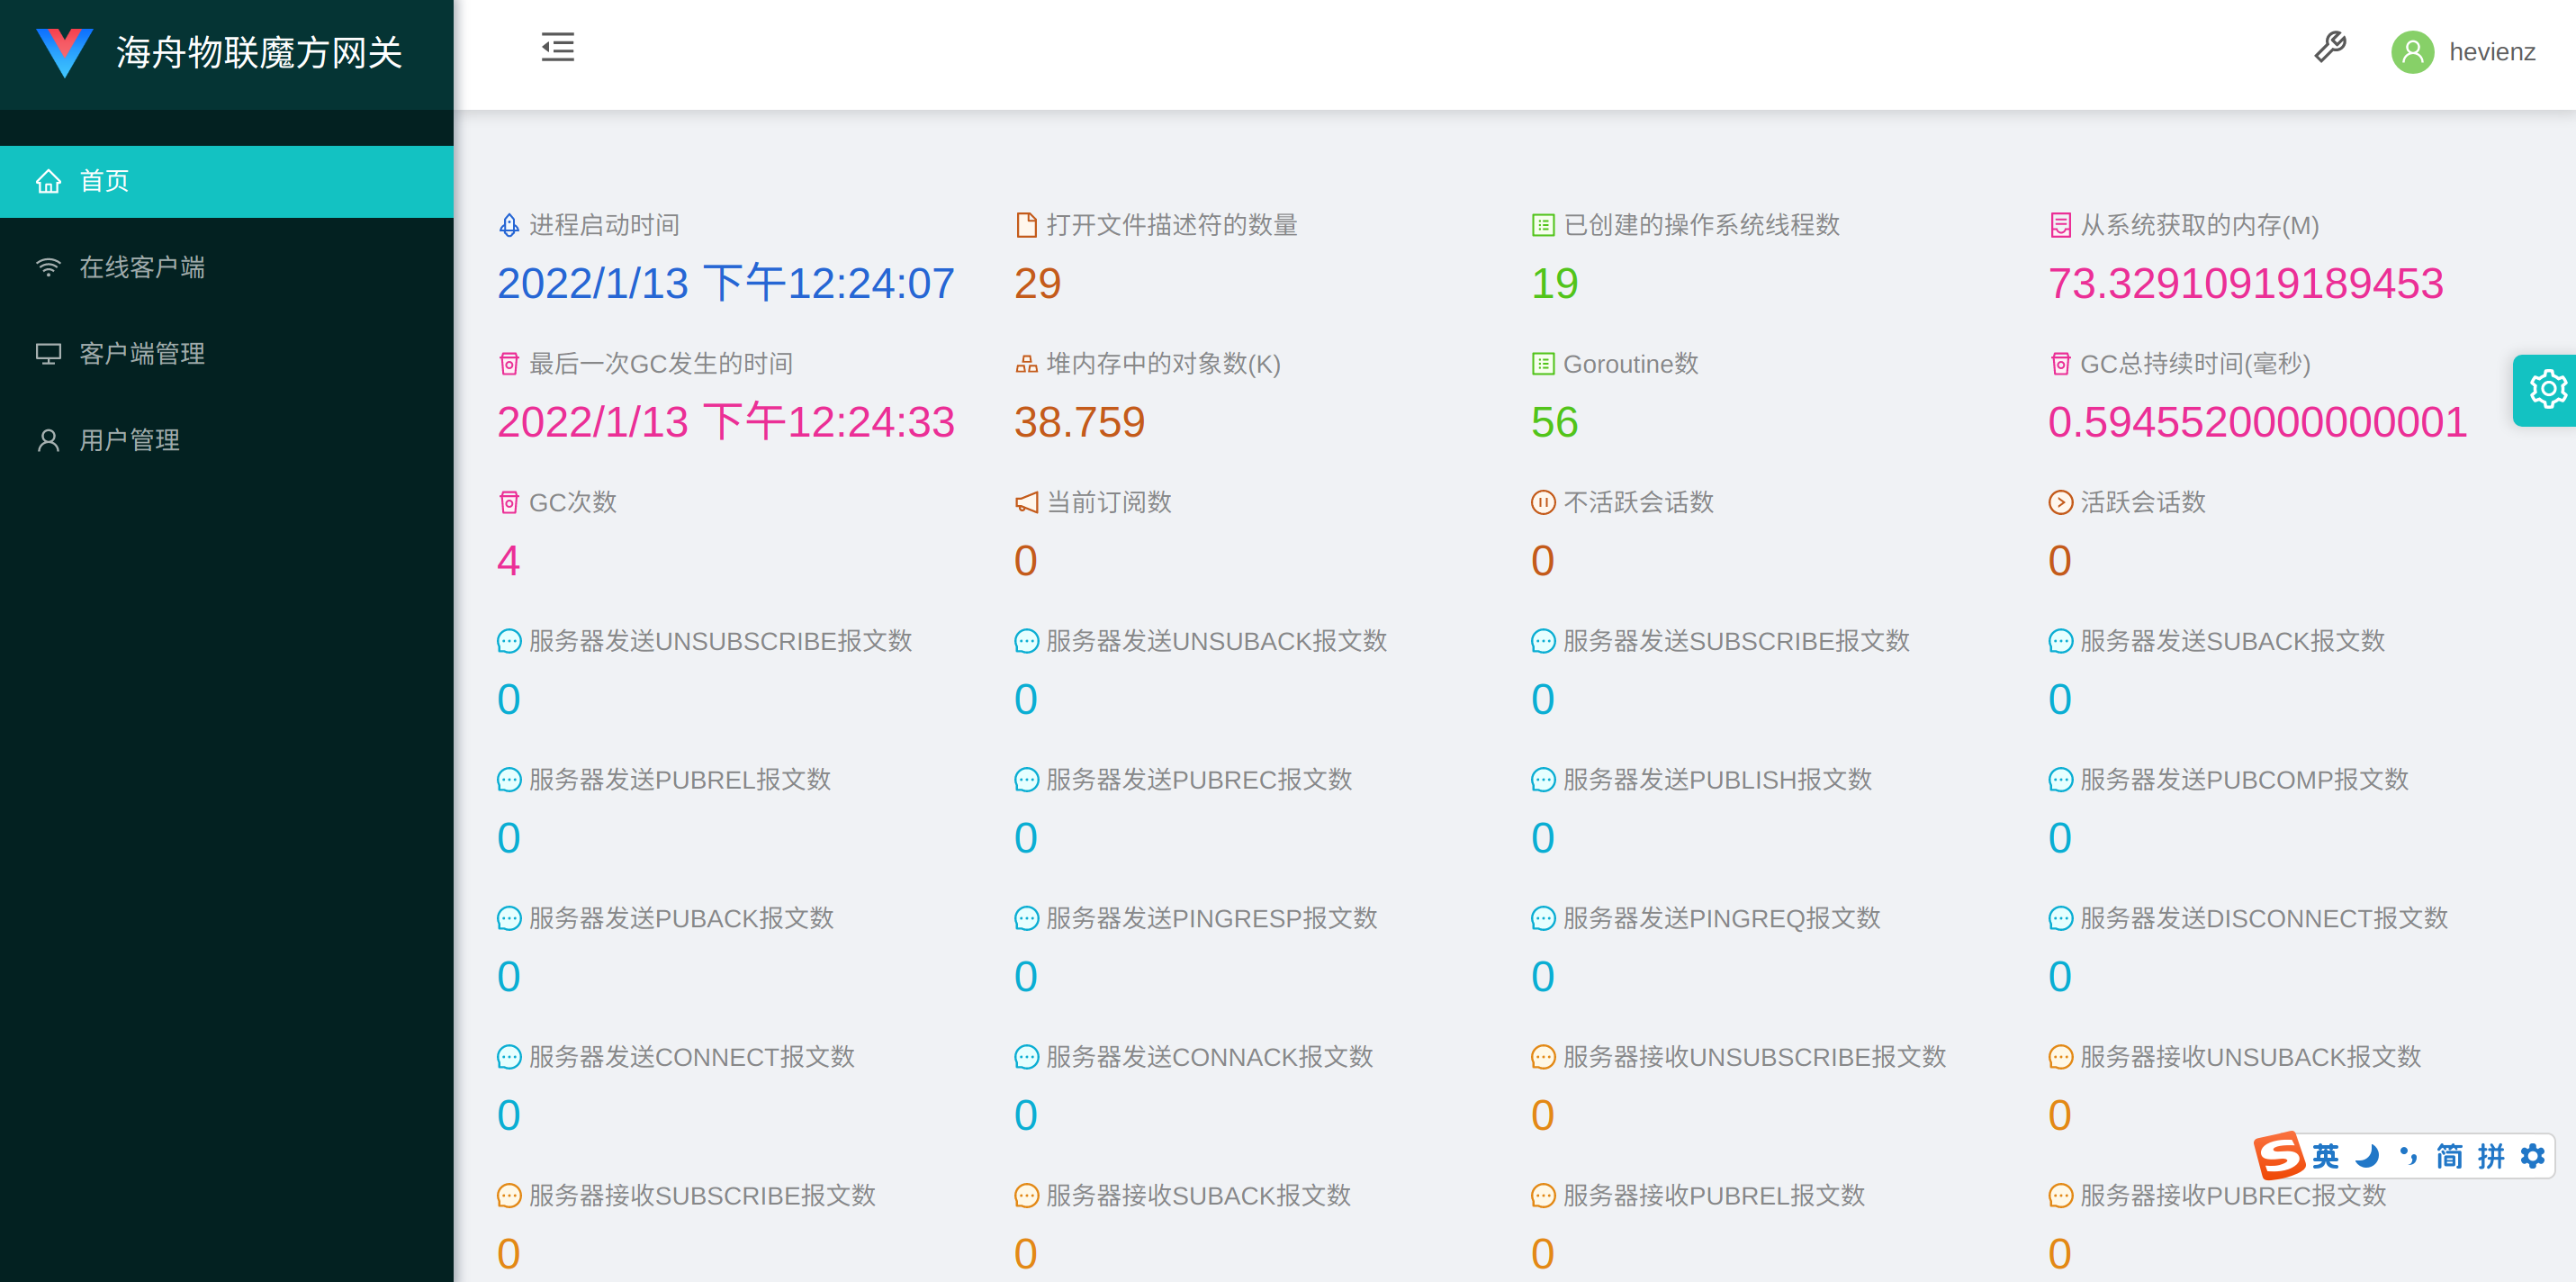 海舟物联魔方网关
hevienz
首页
在线客户端
客户端管理
用户管理
进程启动时间
2022/1/13 下午12:24:07
打开文件描述符的数量
29
已创建的操作系统线程数
19
从系统获取的内存(M)
73.32910919189453
最后一次GC发生的时间
2022/1/13 下午12:24:33
堆内存中的对象数(K)
38.759
Goroutine数
56
GC总持续时间(毫秒)
0.5945520000000001
GC次数
4
当前订阅数
0
不活跃会话数
0
活跃会话数
0
服务器发送UNSUBSCRIBE报文数
0
服务器发送UNSUBACK报文数
0
服务器发送SUBSCRIBE报文数
0
服务器发送SUBACK报文数
0
服务器发送PUBREL报文数
0
服务器发送PUBREC报文数
0
服务器发送PUBLISH报文数
0
服务器发送PUBCOMP报文数
0
服务器发送PUBACK报文数
0
服务器发送PINGRESP报文数
0
服务器发送PINGREQ报文数
0
服务器发送DISCONNECT报文数
0
服务器发送CONNECT报文数
0
服务器发送CONNACK报文数
0
服务器接收UNSUBSCRIBE报文数
0
服务器接收UNSUBACK报文数
0
英 简 拼
服务器接收SUBSCRIBE报文数
0
服务器接收SUBACK报文数
0
服务器接收PUBREL报文数
0
服务器接收PUBREC报文数
0